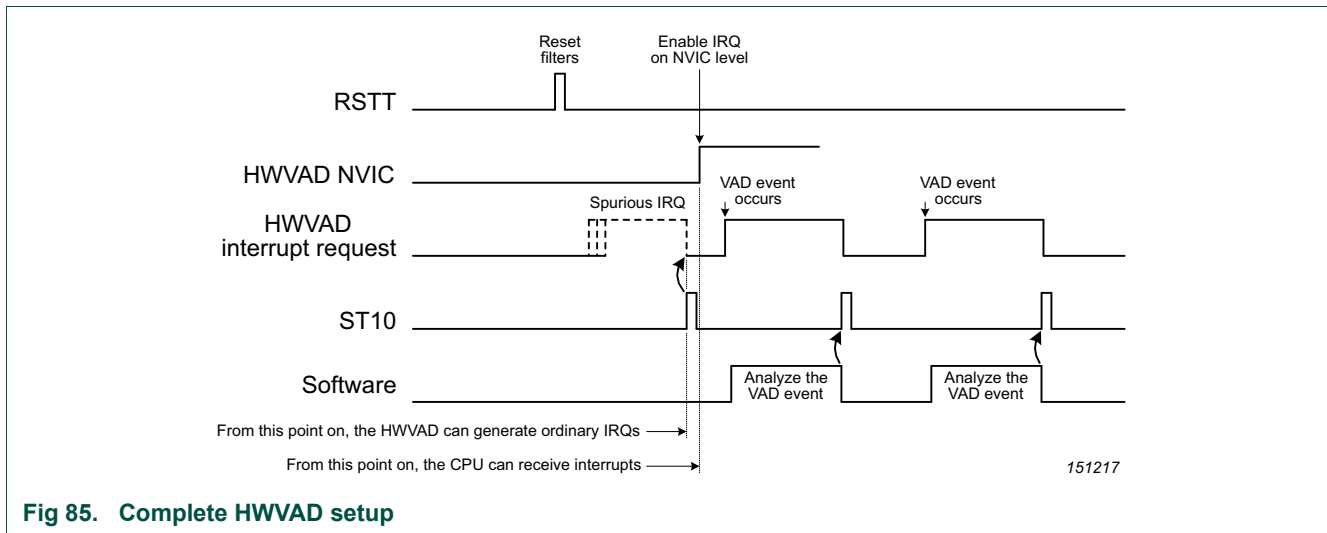 Reset
filters
Enable IRQ
on NVIC level
RSTT
HWVAD NVIC
VAD event
occurs
VAD event
occurs
Spurious IRQ
HWVAD
interrupt request
ST10
Software
Analyze the
VAD event
Analyze the
VAD event
From this point on, the HWVAD can generate ordinary IRQs
From this point on, the CPU can receive interrupts
151217
Fig 85. Complete HWVAD setup